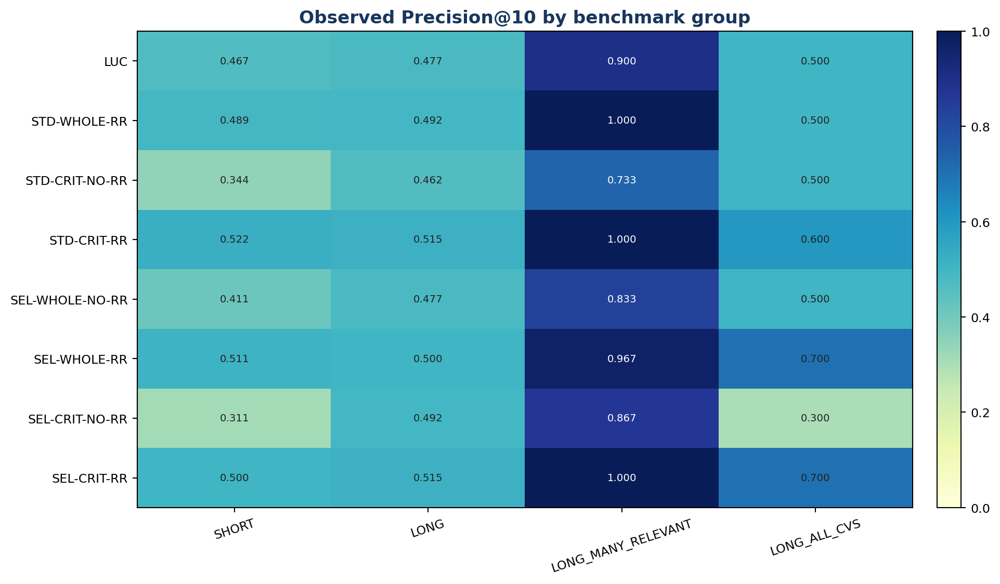 Observed Precision@10 by benchmark group
LUC 0.467 0.477 0.900 0.500
STD-WHOLE-RR 0.489 0.492 1.000 0.500
STD-CRIT-NO-RR 0.344 0.462 0.733 0.500
STD-CRIT-RR 0.522 0.515 1.000 0.600
SEL-WHOLE-NO-RR 0.411 0.477 0.833 0.500
SEL-WHOLE-RR 0.511 0.500 0.967 0.700
SEL-CRIT-NO-RR 0.311 0.492 0.867 0.300
SEL-CRIT-RR 0.500 0.515 1.000 0.700
SHORT LONG LONG_MANY_RELEVANT LONG_ALL_CVS
1.0
0.8
0.6
0.4
0.2
0.0